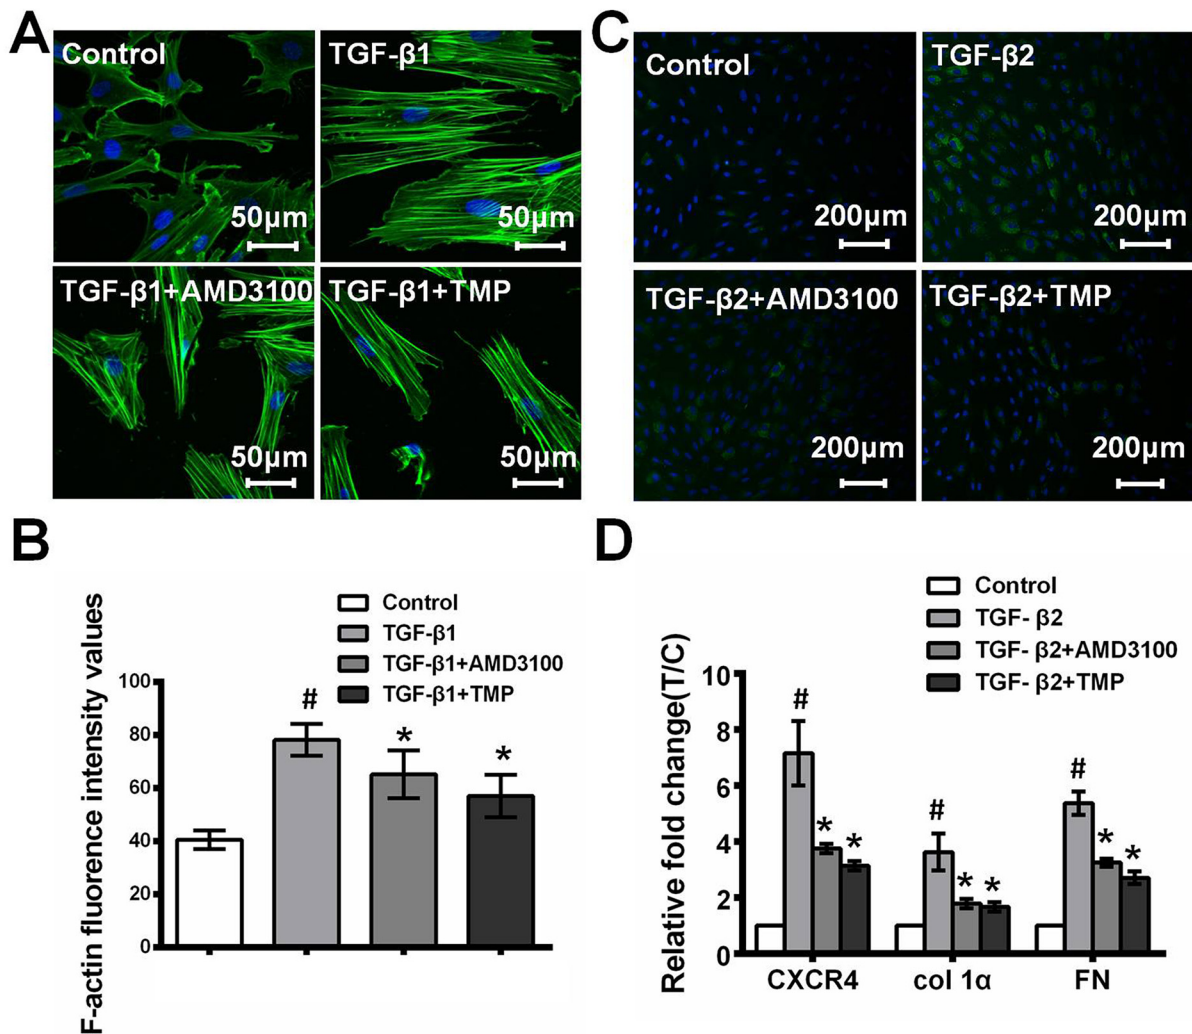 A
Control
TGF-β1
50μm
50μm
TGF-β1+AMD3100
TGF-β1+TMP
50μm
50μm
C
Control
TGF-β2
200μm
200μm
TGF-β2+AMD3100
TGF-β2+TMP
200μm
200μm
B
F-actin fluorence intensity values
Control
TGF-β1
TGF-β1+AMD3100
TGF-β1+TMP
100
80
60
40
20
0
#
*
*
D
Relative fold change(T/C)
Control
TGF- β2
TGF- β2+AMD3100
TGF- β2+TMP
10
8
6
4
2
0
#
*
*
#
*
*
#
*
*
CXCR4
col 1α
FN